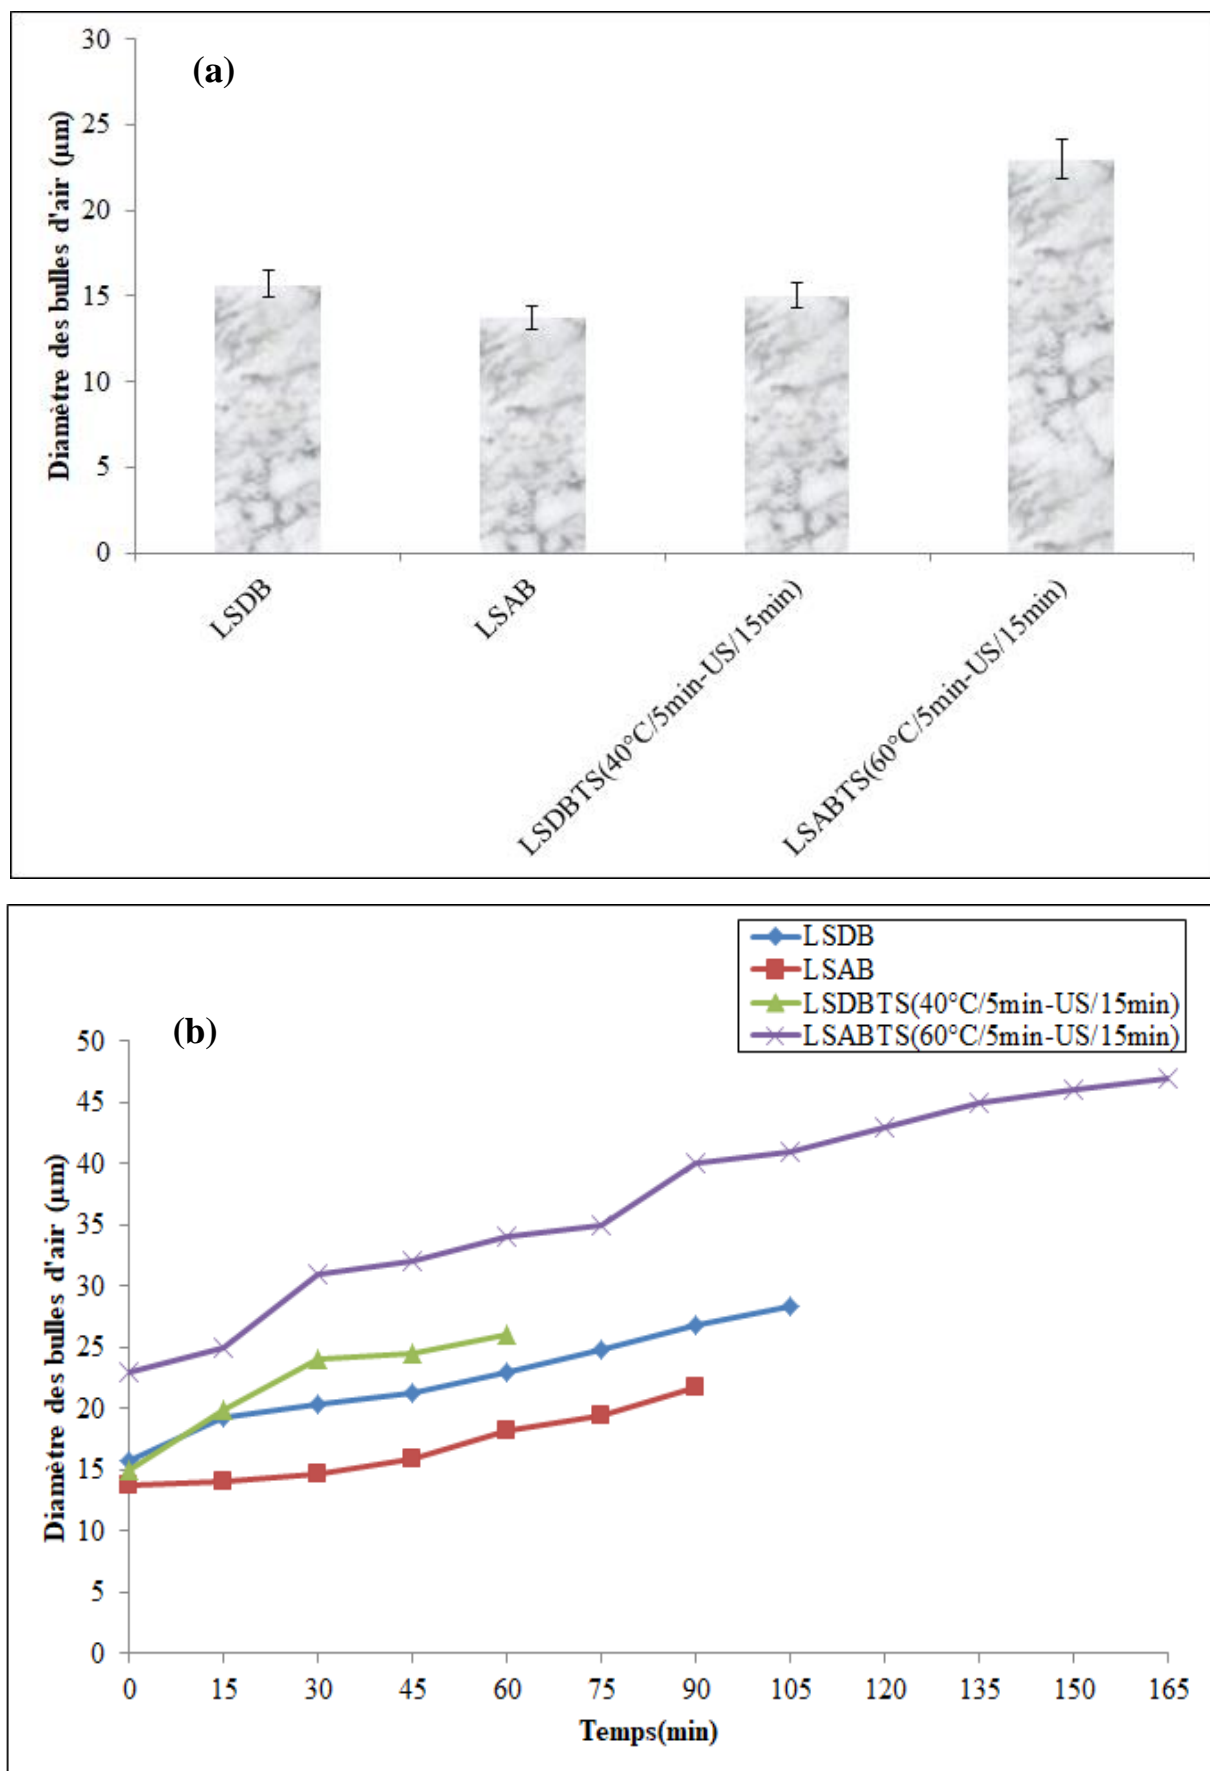 (a)
Diamètre des bulles d'air (µm)
30
25
20
15
10
5
0
LSDB
LSAB
LSDBTS(40°C/5min-US/15min)
LSABTS(60°C/5min-US/15min)
LSDB
LSAB
LSDBTS(40°C/5min-US/15min)
LSABTS(60°C/5min-US/15min)
(b)
Diamètre des bulles d'air (µm)
50
45
40
35
30
25
20
15
10
5
0
0 15 30 45 60 75 90 105 120 135 150 165
Temps(min)